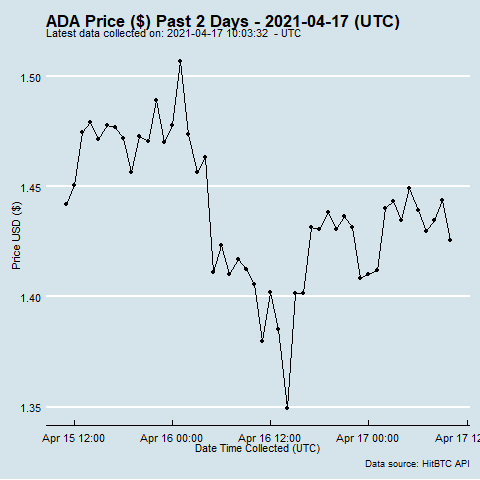 ADA Price ($) Past 2 Days - 2021-04-17 (UTC)
Latest data collected on: 2021-04-17 10:03:32 - UTC
1.50
1.45
1.40
1.35
Price USD ($)
Apr 15 12:00
Apr 16 00:00
Apr 16 12:00
Apr 17 00:00
Apr 17 12
Date Time Collected (UTC)
Data source: HitBTC API